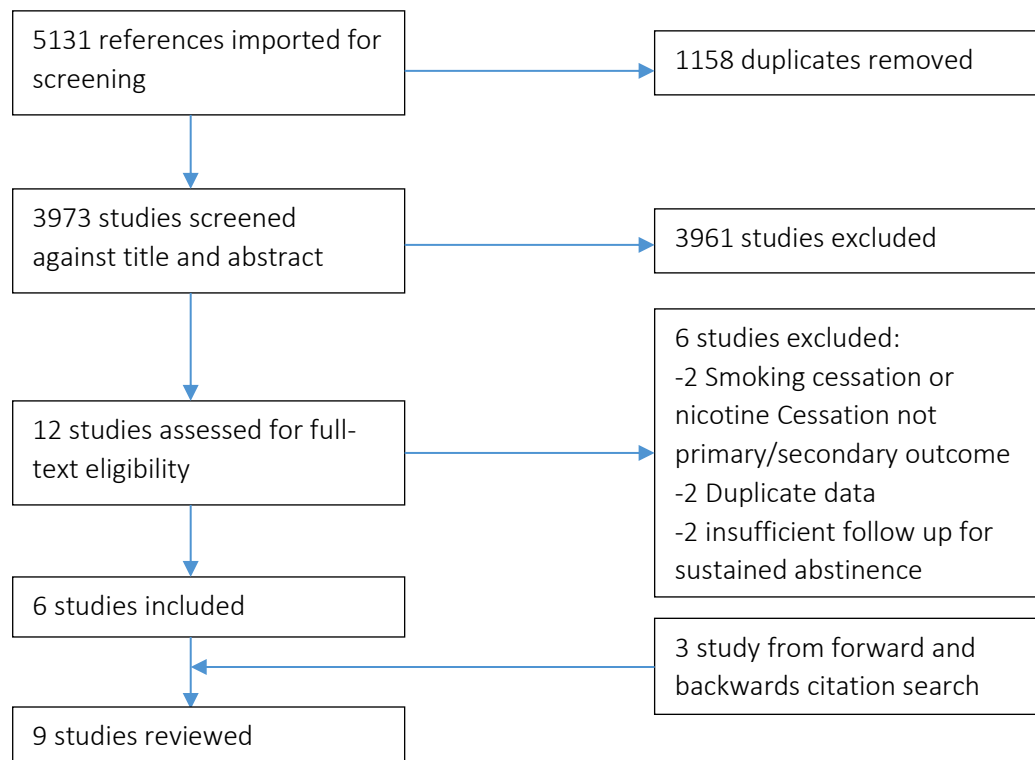 5131 references imported for
screening
1158 duplicates removed
3973 studies screened
against title and abstract
3961 studies excluded
12 studies assessed for full-
text eligibility
6 studies excluded:
-2 Smoking cessation or
nicotine Cessation not
primary/secondary outcome
-2 Duplicate data
-2 insufficient follow up for
sustained abstinence
6 studies included
3 study from forward and
backwards citation search
9 studies reviewed